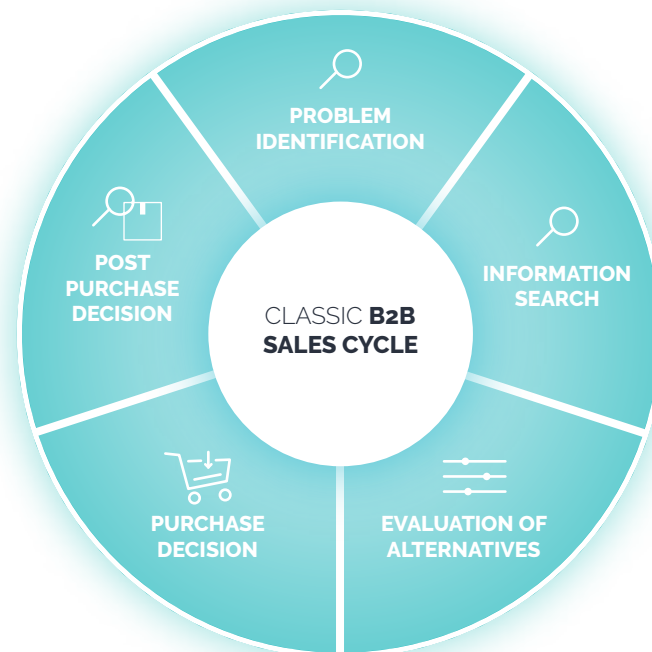 PROBLEM
IDENTIFICATION
INFORMATION
SEARCH
EVALUATION OF
ALTERNATIVES
PURCHASE
DECISION
POST
PURCHASE
DECISION
CLASSIC B2B
SALES CYCLE